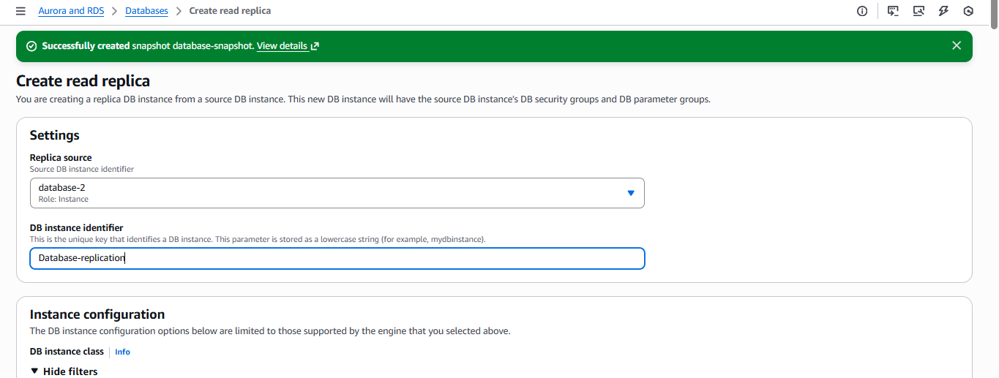 Aurora and RDS > Databases > Create read replica
Successfully created snapshot database-snapshot. View details
Create read replica
You are creating a replica DB instance from a source DB instance. This new DB instance will have the source DB instance's DB security groups and DB parameter groups.
Settings
Replica source
Source DB instance identifier
database-2
Role: Instance
DB instance identifier
This is the unique key that identifies a DB instance. This parameter is stored as a lowercase string (for example, mydbinstance).
Database-replication
Instance configuration
The DB instance configuration options below are limited to those supported by the engine that you selected above.
DB instance class Info
Hide filters